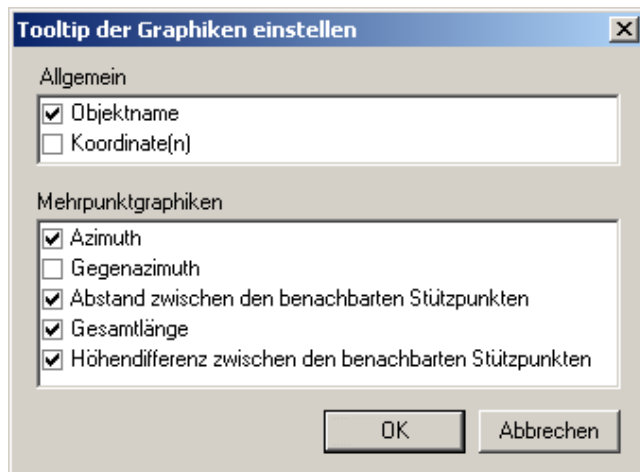 Tooltip der Graphiken einstellen
Allgemein
Objektname
Koordinate(n)
Mehrpunktgraphiken
Azimuth
Gegenazimuth
Abstand zwischen den benachbarten Stützpunkten
Gesamtlänge
Höhendifferenz zwischen den benachbarten Stützpunkten
OK Abbrechen